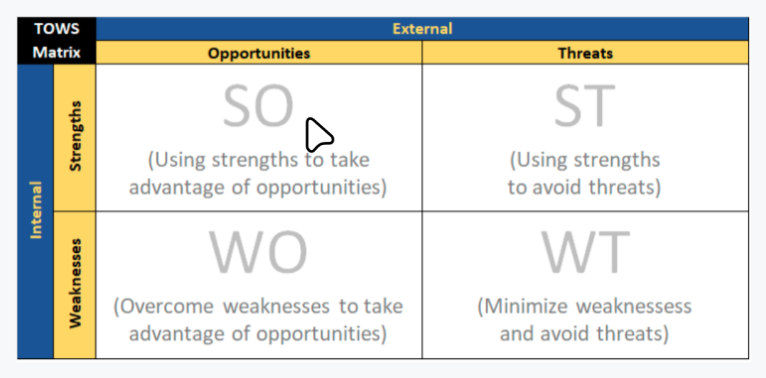 TOWS
Matrix
External
Opportunities
Threats
Internal
Strengths
SO
(Using strengths to take
advantage of opportunities)
ST
(Using strengths
to avoid threats)
Weaknesses
WO
(Overcome weaknesses to take
advantage of opportunities)
WT
(Minimize weaknessess
and avoid threats)